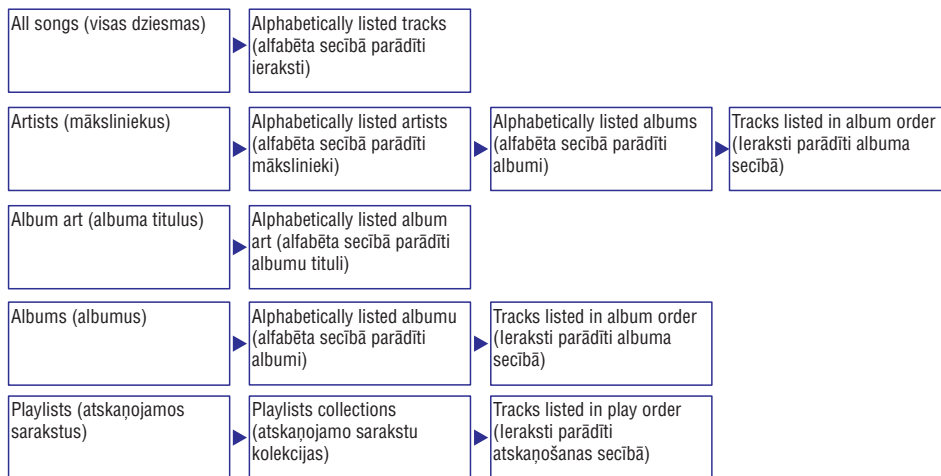 All songs (visas dziesmas)
Alphabetically listed tracks
(alfabēta secībā parādīti
ieraksti)
Artists (māksliniekus)
Alphabetically listed artists
(alfabēta secībā parādīti
mākslinieki)
Alphabetically listed albums
(alfabēta secībā parādīti
albumi)
Tracks listed in album order
(Ieraksti parādīti albuma
secībā)
Album art (albuma titulus)
Alphabetically listed album
art (alfabēta secībā parādīti
albumu tituli)
Albums (albumus)
Alphabetically listed albumu
(alfabēta secībā parādīti
albumi)
Tracks listed in album order
(Ieraksti parādīti albuma
secībā)
Playlists (atskaņojamos
sarakstus)
Playlists collections
(atskaņojamo sarakstu
kolekcijas)
Tracks listed in play order
(Ieraksti parādīti
atskaņošanas secībā)